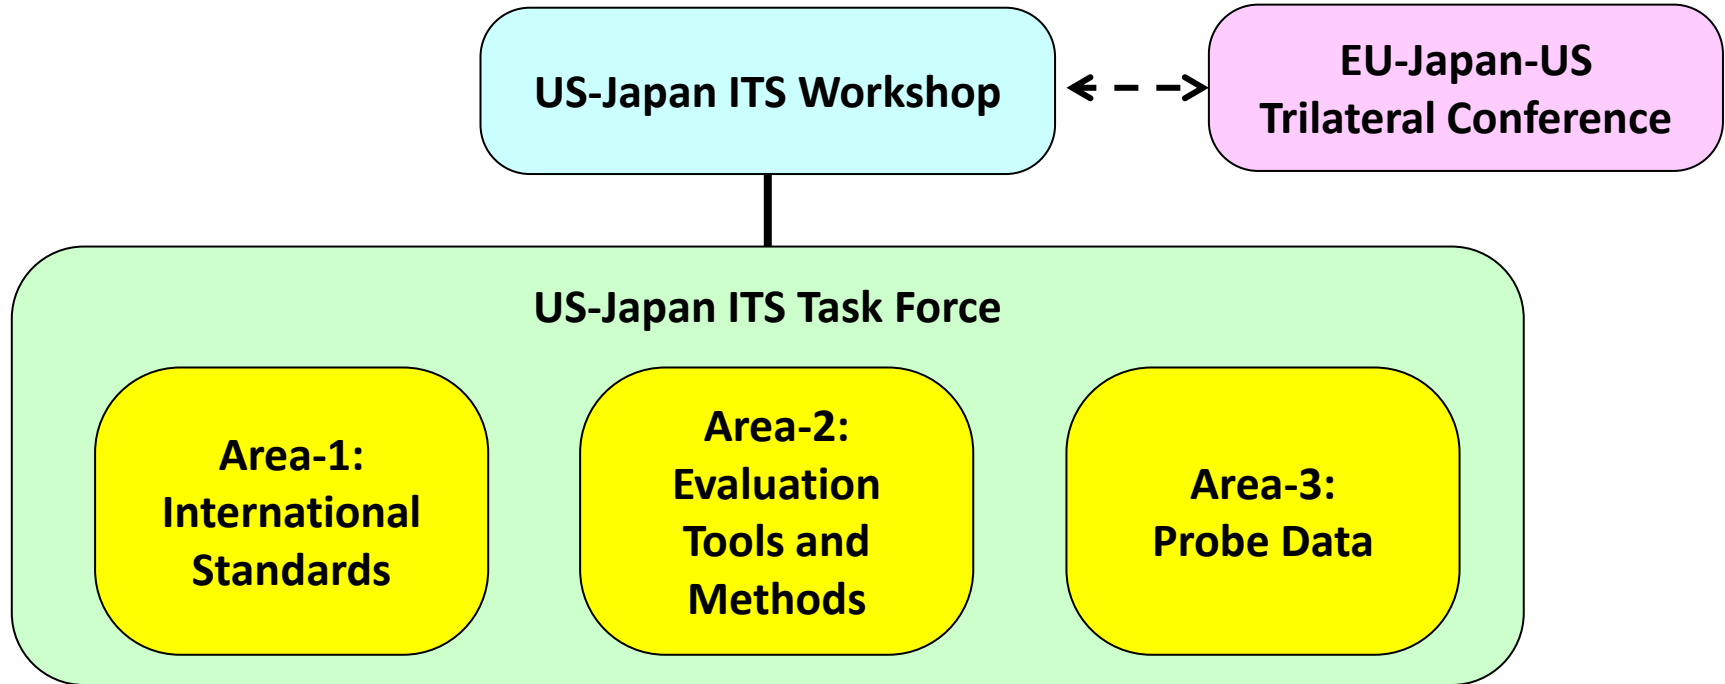 US-Japan ITS Workshop
EU-Japan-US
Trilateral Conference
US-Japan ITS Task Force
Area-1:
International
Standards
Area-2:
Evaluation
Tools and
Methods
Area-3:
Probe Data